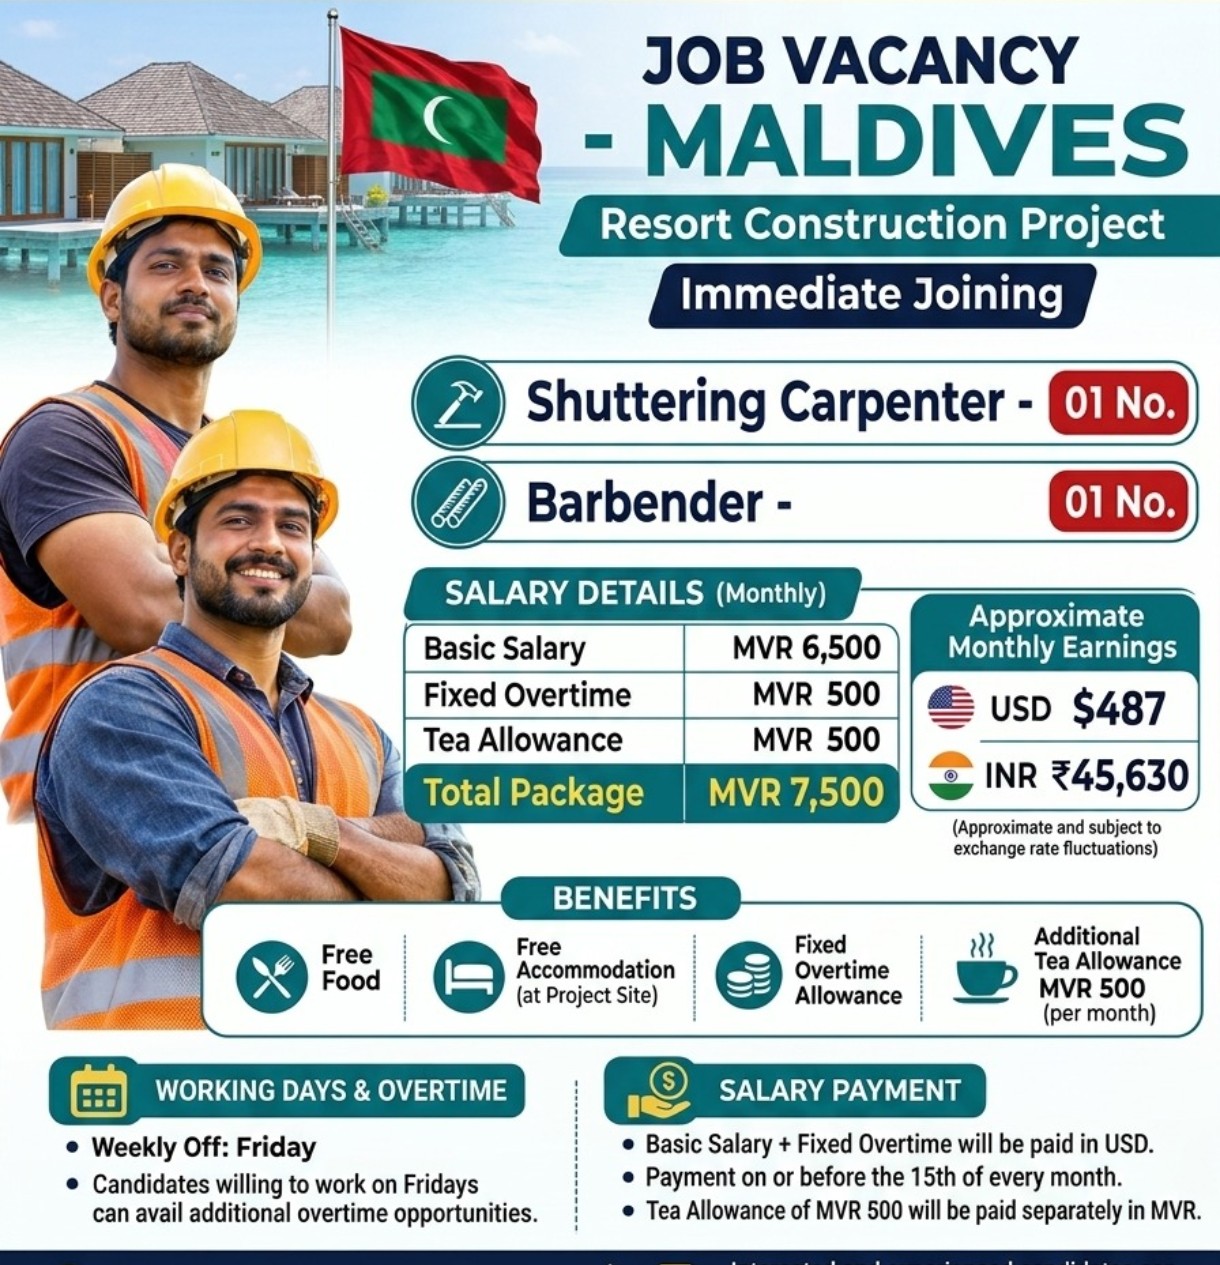 JOB VACANCY
- MALDIVES
Resort Construction Project
Immediate Joining
Shuttering Carpenter - 01 No.
Barbender - 01 No.
SALARY DETAILS (Monthly)
Basic Salary MVR 6,500
Fixed Overtime MVR 500
Tea Allowance MVR 500
Total Package MVR 7,500
Approximate
Monthly Earnings
USD $487
INR ₹45,630
(Approximate and subject to
exchange rate fluctuations)
BENEFITS
Free
Food
Free
Accommodation
(at Project Site)
Fixed
Overtime
Allowance
Additional
Tea Allowance
MVR 500
(per month)
WORKING DAYS & OVERTIME
• Weekly Off: Friday
• Candidates willing to work on Fridays
can avail additional overtime opportunities.
SALARY PAYMENT
• Basic Salary + Fixed Overtime will be paid in USD.
• Payment on or before the 15th of every month.
• Tea Allowance of MVR 500 will be paid separately in MVR.